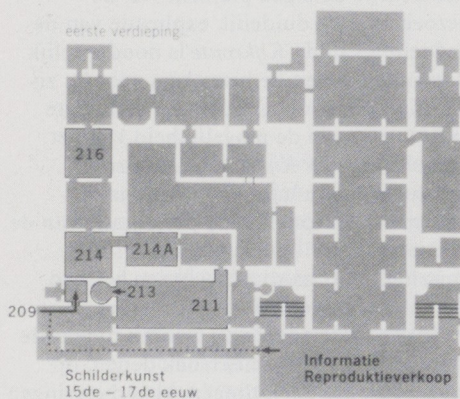 eerste verdieping
216
214
214A
213
211
209
Informatie
Reproduktieverkoop
Schilderkunst
15de – 17de eeuw